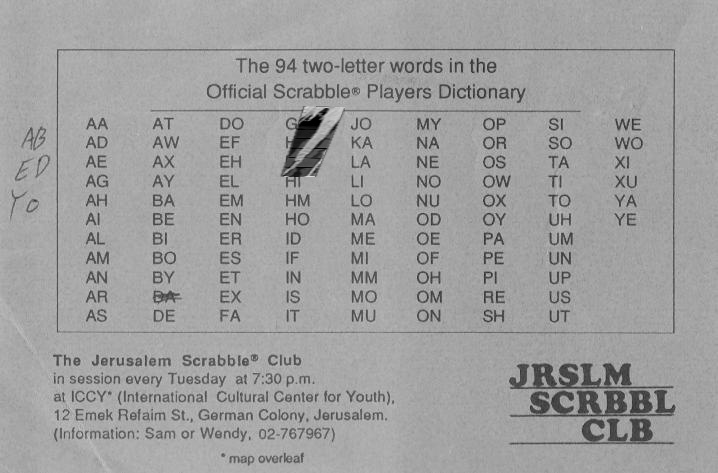 The 94 two-letter words in the
Official Scrabble® Players Dictionary
AA AT DO JO MY OP SI WE
AD AW EF KA NA OR SO WO
AE AX EH LA NE OS TA XI
AG AY EL HI LI NO OW TI XU
AH BA EM HM LO NU OX TO YA
AI BE EN HO MA OD OY UH YE
AL BI ER ID ME OE PA UM
AM BO ES IF MI OF PE UN
AN BY ET IN MM OH PI UP
AR DA EX IS MO OM RE US
AS DE FA IT MU ON SH UT
AB
ED
YO
The Jerusalem Scrabble® Club
in session every Tuesday at 7:30 p.m.
at ICCY* (International Cultural Center for Youth),
12 Emek Refaim St., German Colony, Jerusalem.
(Information: Sam or Wendy, 02-767967)
* map overleaf
JRSLM
SCRBBL
CLB